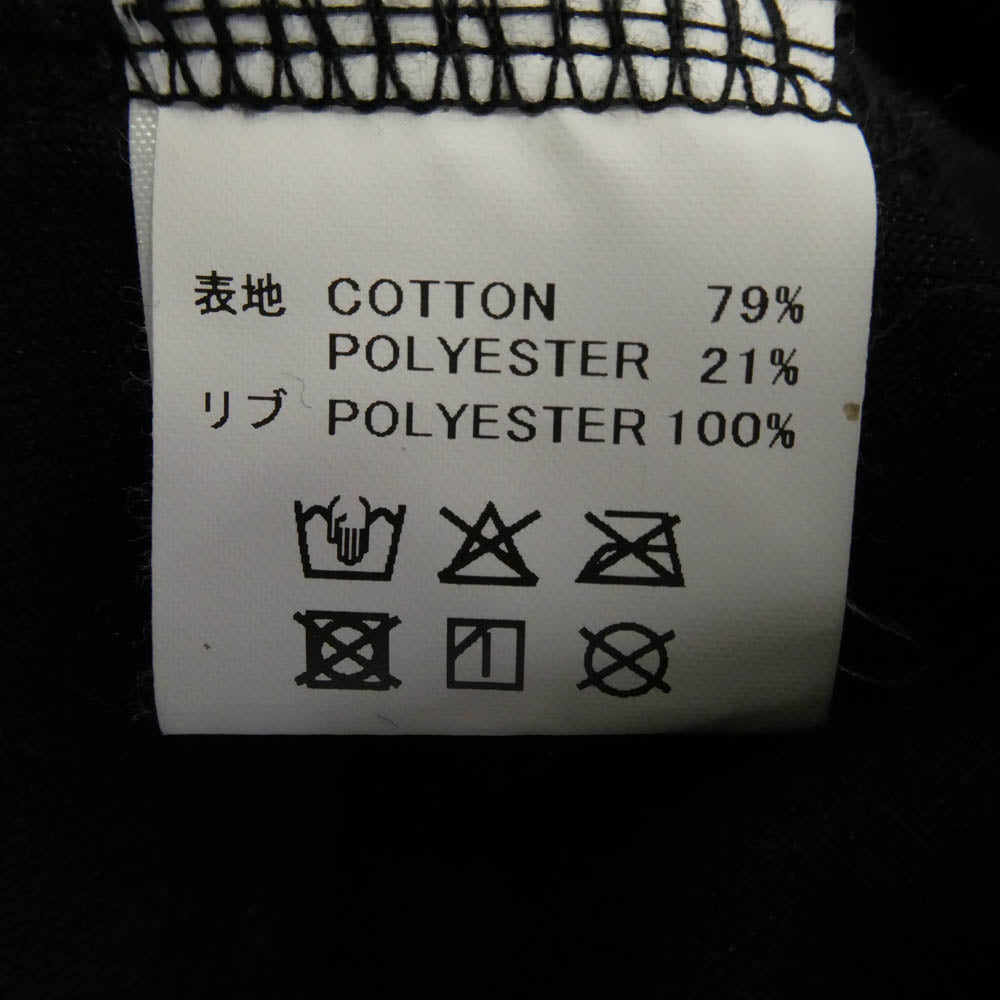 表地 COTTON 79%
POLYESTER 21%
リブ POLYESTER 100%